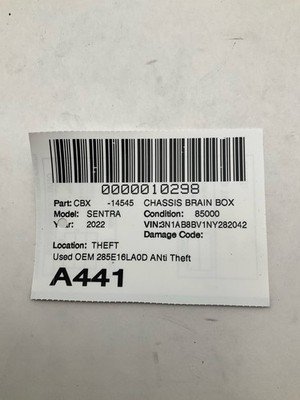 0000010298
Part: CBX -14545 CHASSIS BRAIN BOX
Model: SENTRA Condition: 85000
Year: 2022 VIN:3N1AB8BV1NY282042
Damage Code:
Location: THEFT
Used OEM 285E16LA0D ANti Theft
A441